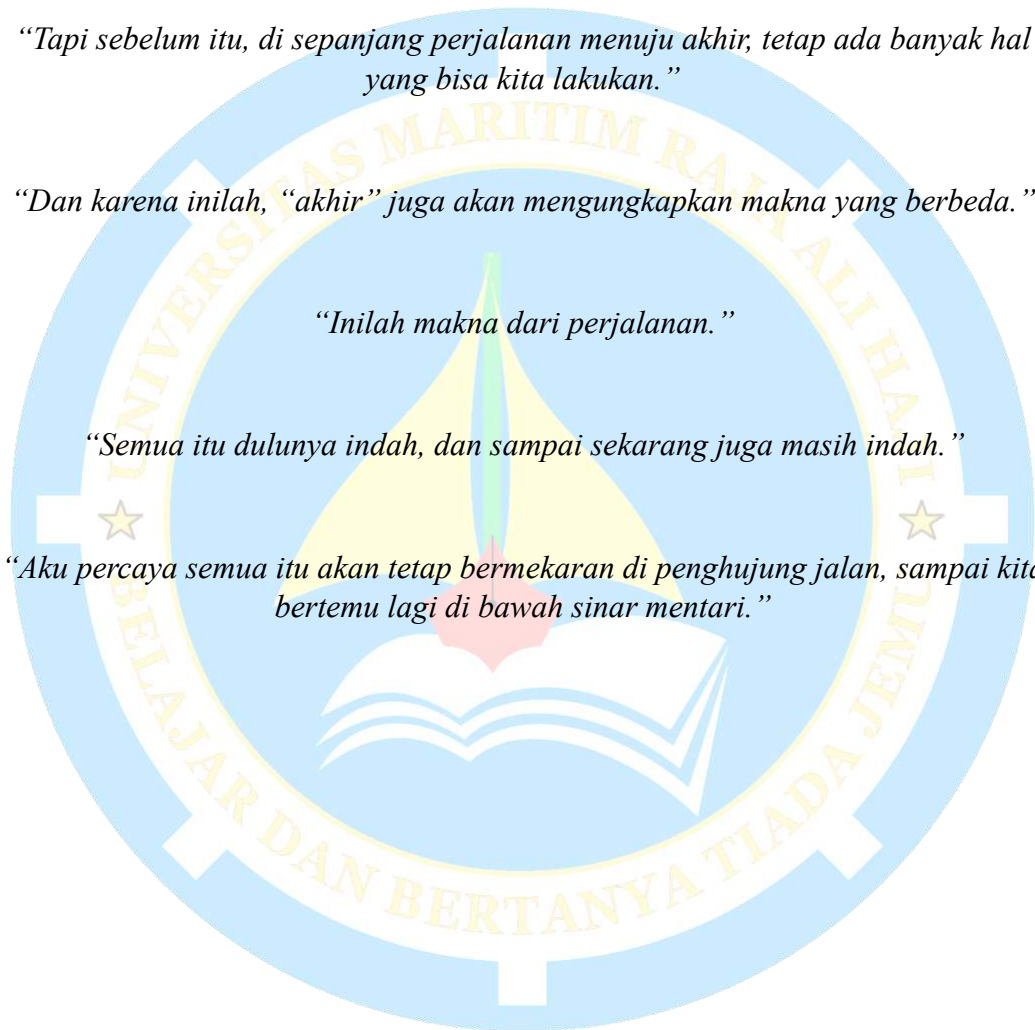 “Tapi sebelum itu, di sepanjang perjalanan menuju akhir, tetap ada banyak hal
yang bisa kita lakukan.”
“Dan karena inilah, “akhir” juga akan mengungkapkan makna yang berbeda.”
“Inilah makna dari perjalanan.”
“Semua itu dulunya indah, dan sampai sekarang juga masih indah.”
“Aku percaya semua itu akan tetap bermekaran di penghujung jalan, sampai kita
bertemu lagi di bawah sinar mentari.”
UNIVERSITAS MARITIM RAJA ALI HAJI
BELAJAR DAN BERTANYA TIADA JEMU